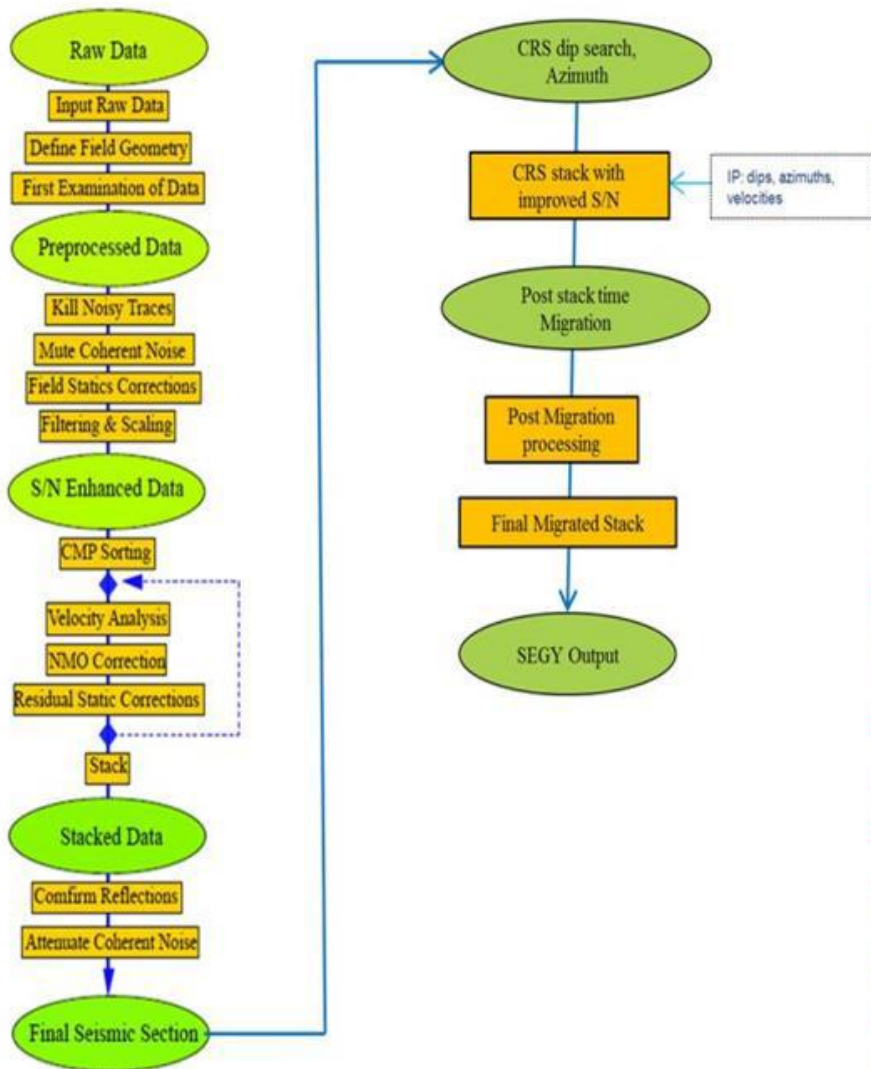 Raw Data
Input Raw Data
Define Field Geometry
First Examination of Data
Preprocessed Data
Kill Noisy Traces
Mute Coherent Noise
Field Statics Corrections
Filtering & Scaling
S/N Enhanced Data
CMP Sorting
Velocity Analysis
NMO Correction
Residual Static Corrections
Stack
Stacked Data
Comfirm Reflections
Attenuate Coherent Noise
Final Seismic Section
CRS dip search,
Azimuth
CRS stack with
improved S/N
IP: dips, azimuths,
velocities
Post stack time
Migration
Post Migration
processing
Final Migrated Stack
SEGY Output